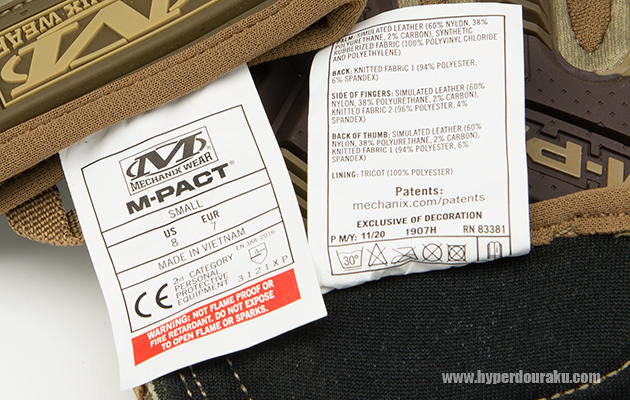 MECHANIX WEAR
M-PACT®
SMALL
US EUR
8 7
MADE IN VIETNAM
2nd CATEGORY
PERSONAL
PROTECTIVE
EQUIPMENT
CE
EN 388: 2016
3 1 2 1 X P
WARNING: NOT FLAME PROOF OR
FIRE RETARDANT. DO NOT EXPOSE
TO OPEN FLAME OR SPARKS.
PALM: SIMULATED LEATHER (60% NYLON, 38%
POLYURETHANE, 2% CARBON), SYNTHETIC
RUBBERIZED FABRIC (100% POLYVINYL CHLORIDE
AND POLYETHYLENE)
BACK: KNITTED FABRIC 1 (94% POLYESTER,
6% SPANDEX)
SIDE OF FINGERS: SIMULATED LEATHER (60%
NYLON, 38% POLYURETHANE, 2% CARBON),
KNITTED FABRIC 2 (96% POLYESTER, 4%
SPANDEX)
BACK OF THUMB: SIMULATED LEATHER (60%
NYLON, 38% POLYURETHANE, 2% CARBON),
KNITTED FABRIC 1 (94% POLYESTER, 6%
SPANDEX)
LINING: TRICOT (100% POLYESTER)
Patents:
mechanix.com/patents
EXCLUSIVE OF DECORATION
P M/Y: 11/20 1907H RN 83381
30°
www.hyperdouraku.com